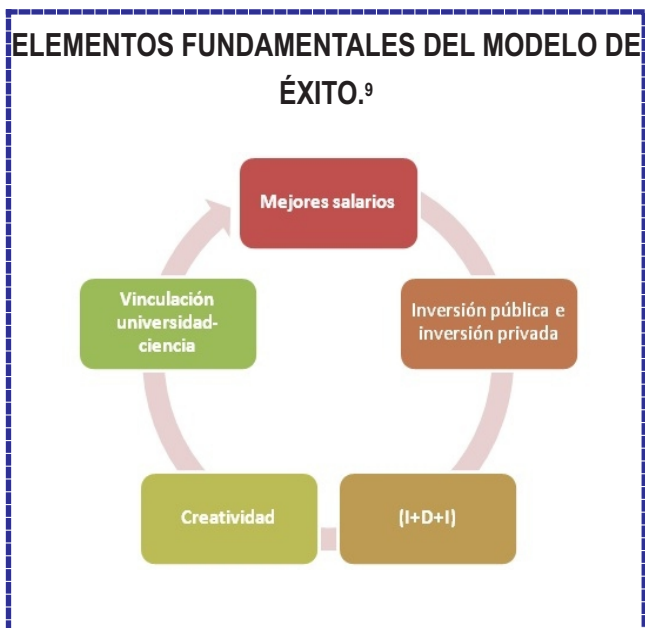 ELEMENTOS FUNDAMENTALES DEL MODELO DE
ÉXITO.⁹
Mejores salarios
Inversión pública e
inversión privada
(I+D+I)
Creatividad
Vinculación
universidad-
ciencia